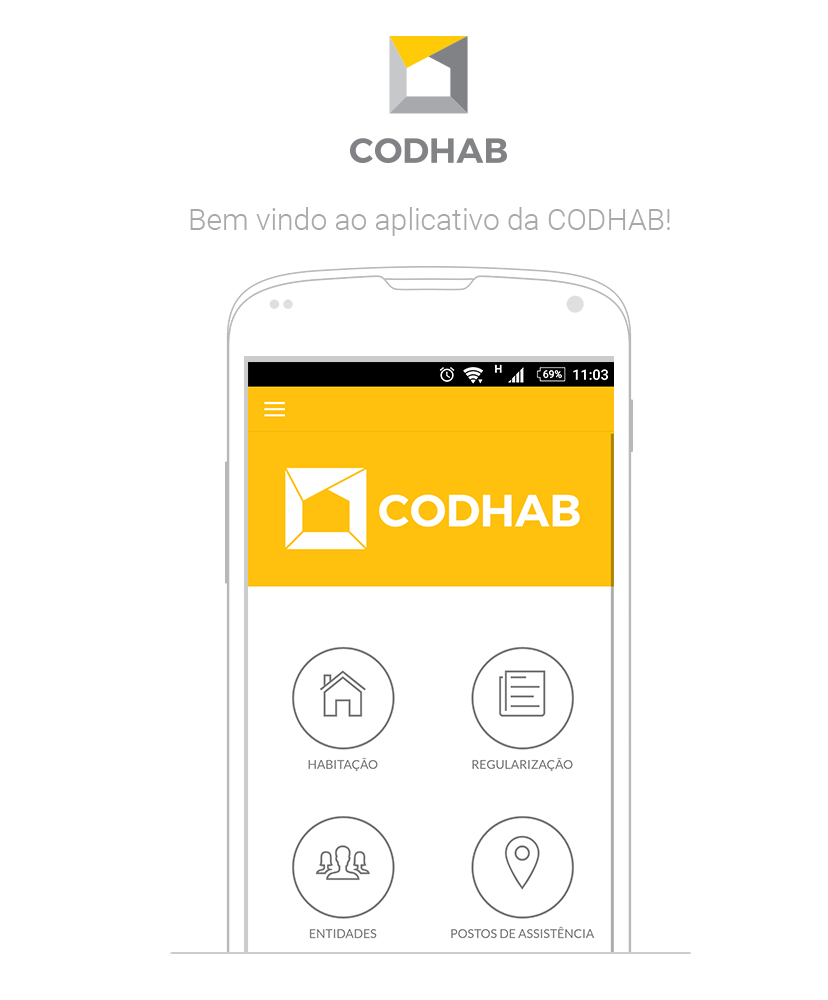 CODHAB
Bem vindo ao aplicativo da CODHAB!
H 69% 11:03
CODHAB
HABITAÇÃO REGULARIZAÇÃO
ENTIDADES POSTOS DE ASSISTÊNCIA